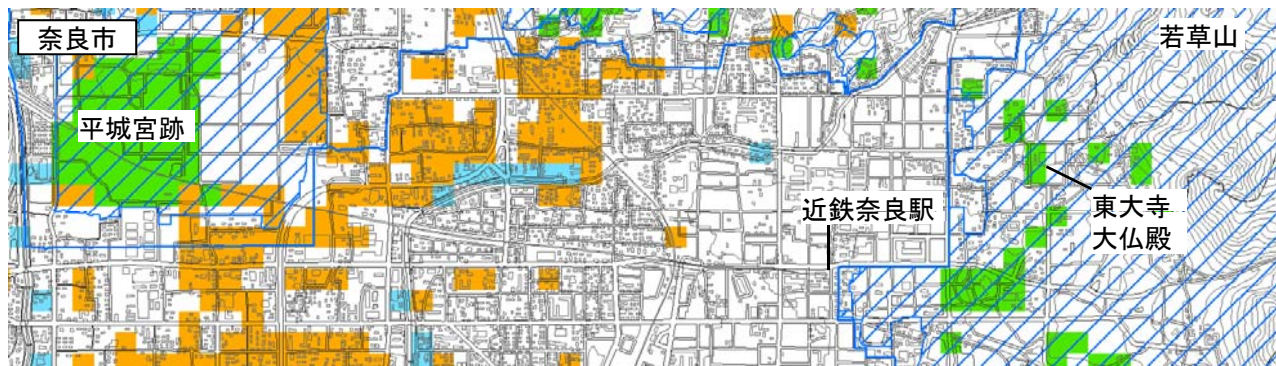 奈良市
若草山
平城宮跡
近鉄奈良駅
東大寺
大仏殿